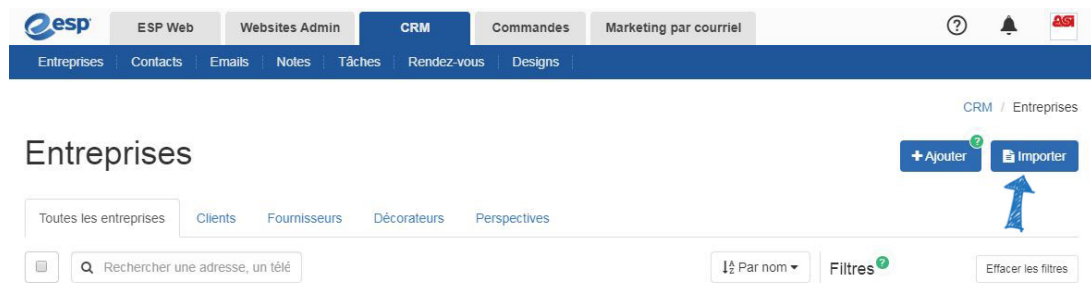 esp ESP Web Websites Admin CRM Commandes Marketing par courriel ? ASI
Entreprises Contacts Emails Notes Tâches Rendez-vous Designs
CRM / Entreprises
Entreprises
+ Ajouter ? Importer
Toutes les entreprises Clients Fournisseurs Décorateurs Perspectives
Rechercher une adresse, un télé Par nom Filtres ? Effacer les filtres